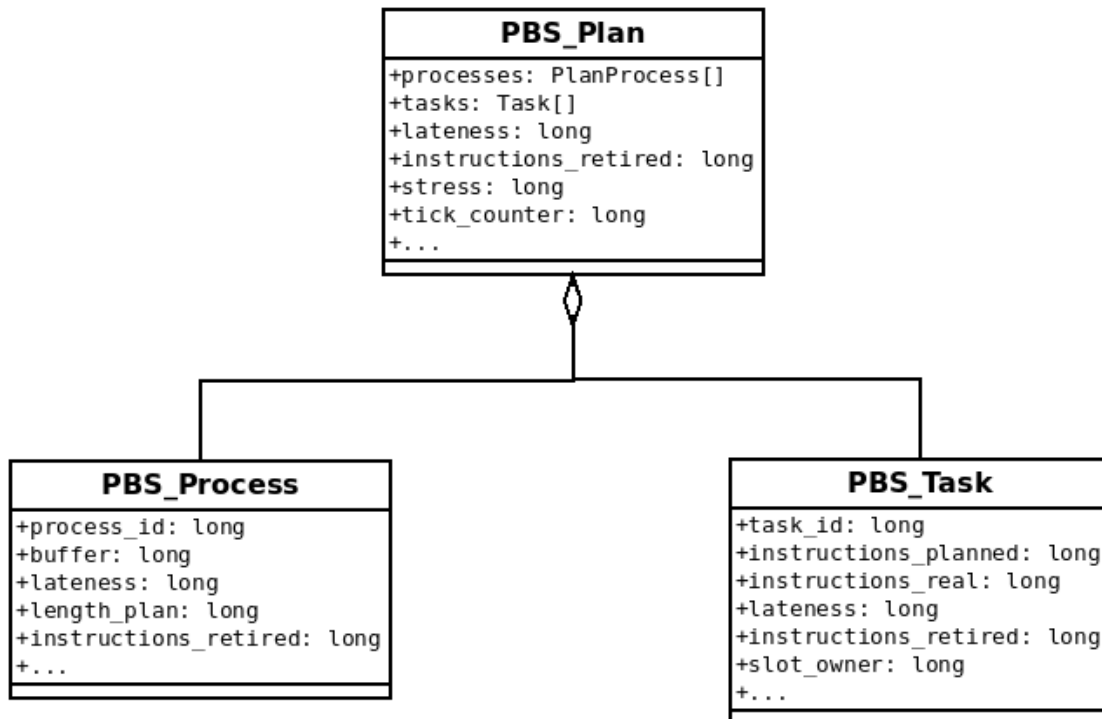 PBS_Plan
+processes: PlanProcess[]
+tasks: Task[]
+lateness: long
+instructions_retired: long
+stress: long
+tick_counter: long
+...
PBS_Process
+process_id: long
+buffer: long
+lateness: long
+length_plan: long
+instructions_retired: long
+...
PBS_Task
+task_id: long
+instructions_planned: long
+instructions_real: long
+lateness: long
+instructions_retired: long
+slot_owner: long
+...